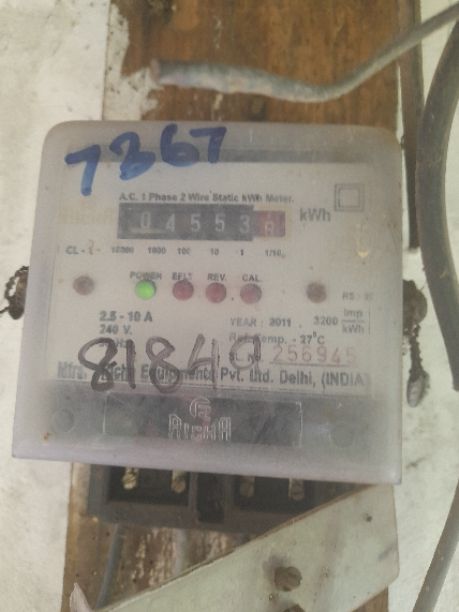 7367
A.C. 1 Phase 2 Wire Static kWh Meter.
04553 kWh
CL - 10000 1000 100 10 1 1/10
POWER EFLT REV. CAL
2.5 - 10 A YEAR : 2011 . 3200 Imp/kWh
240 V. Ref. Temp. - 27°C
81840
S. No. 256945
Pvt. Ltd. Delhi, (INDIA)